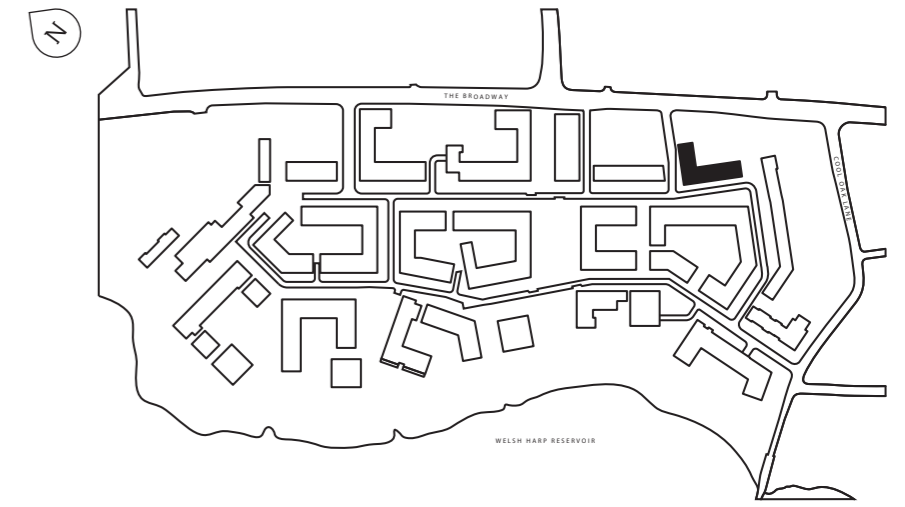 N
THE BROADWAY
COOL OAK LANE
WELSH HARP RESERVOIR